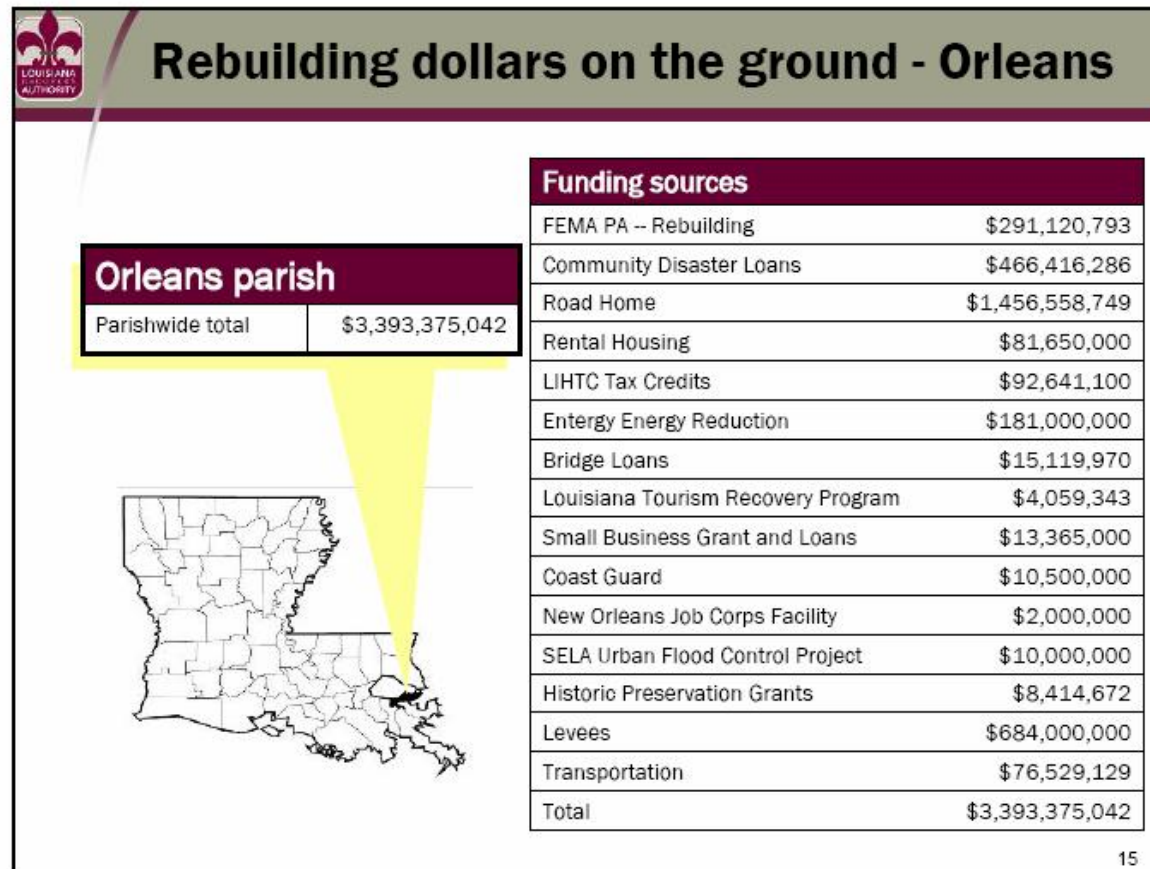 LOUISIANA
RECOVERY
AUTHORITY
Rebuilding dollars on the ground - Orleans
Orleans parish
Parishwide total $3,393,375,042
Funding sources
FEMA PA -- Rebuilding $291,120,793
Community Disaster Loans $466,416,286
Road Home $1,456,558,749
Rental Housing $81,650,000
LIHTC Tax Credits $92,641,100
Entergy Energy Reduction $181,000,000
Bridge Loans $15,119,970
Louisiana Tourism Recovery Program $4,059,343
Small Business Grant and Loans $13,365,000
Coast Guard $10,500,000
New Orleans Job Corps Facility $2,000,000
SELA Urban Flood Control Project $10,000,000
Historic Preservation Grants $8,414,672
Levees $684,000,000
Transportation $76,529,129
Total $3,393,375,042
15